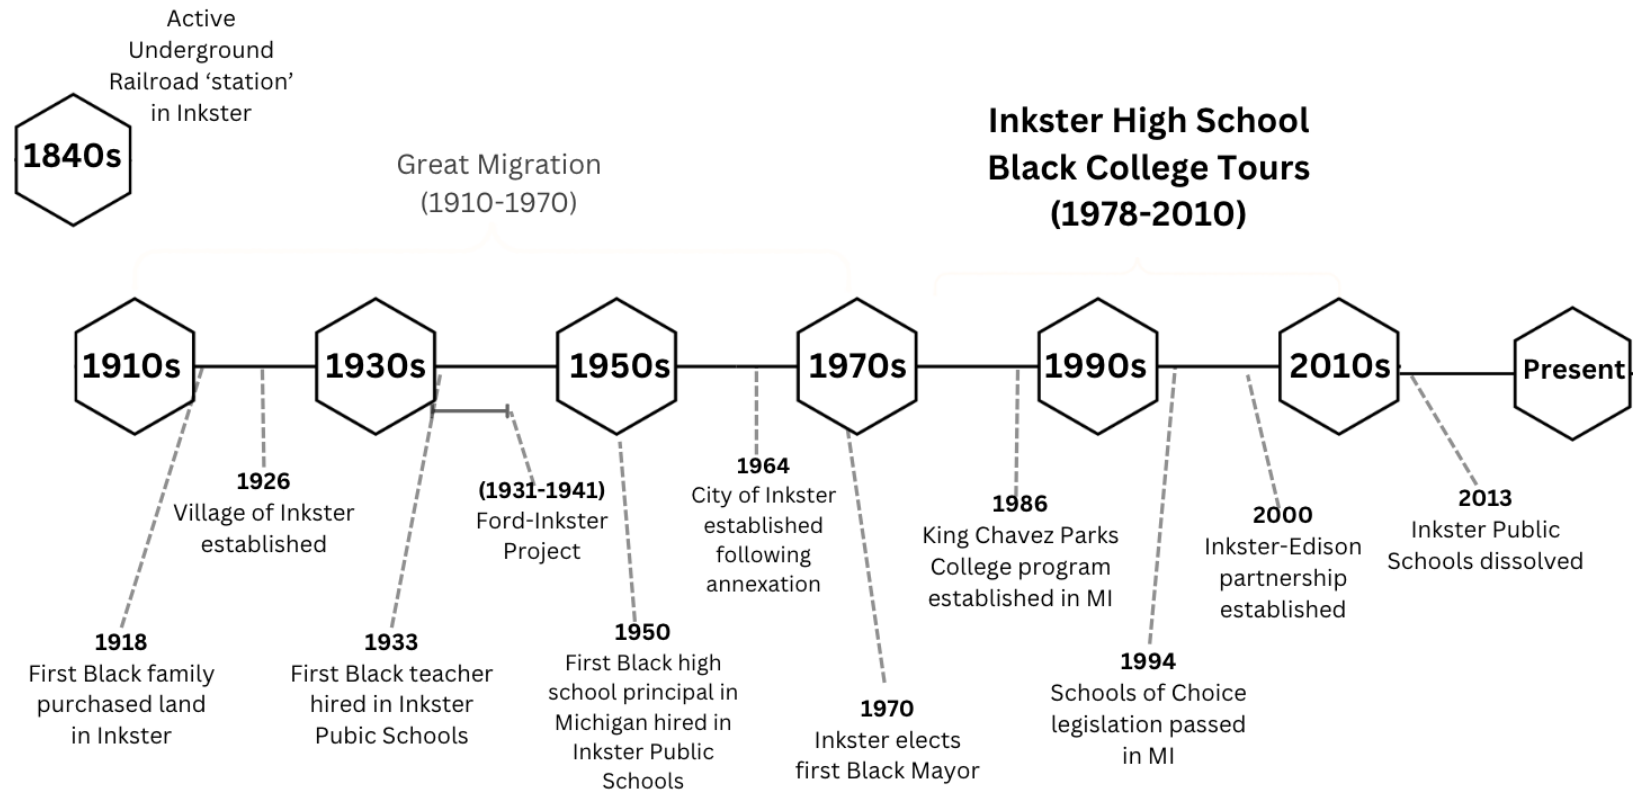 Active
Underground
Railroad ‘station’
in Inkster
1840s
Great Migration
(1910-1970)
Inkster High School
Black College Tours
(1978-2010)
1910s
1930s
1950s
1970s
1990s
2010s
Present
1918
First Black family
purchased land
in Inkster
1926
Village of Inkster
established
1933
First Black teacher
hired in Inkster
Pubic Schools
(1931-1941)
Ford-Inkster
Project
1950
First Black high
school principal in
Michigan hired in
Inkster Public
Schools
1964
City of Inkster
established
following
annexation
1970
Inkster elects
first Black Mayor
1986
King Chavez Parks
College program
established in MI
1994
Schools of Choice
legislation passed
in MI
2000
Inkster-Edison
partnership
established
2013
Inkster Public
Schools dissolved